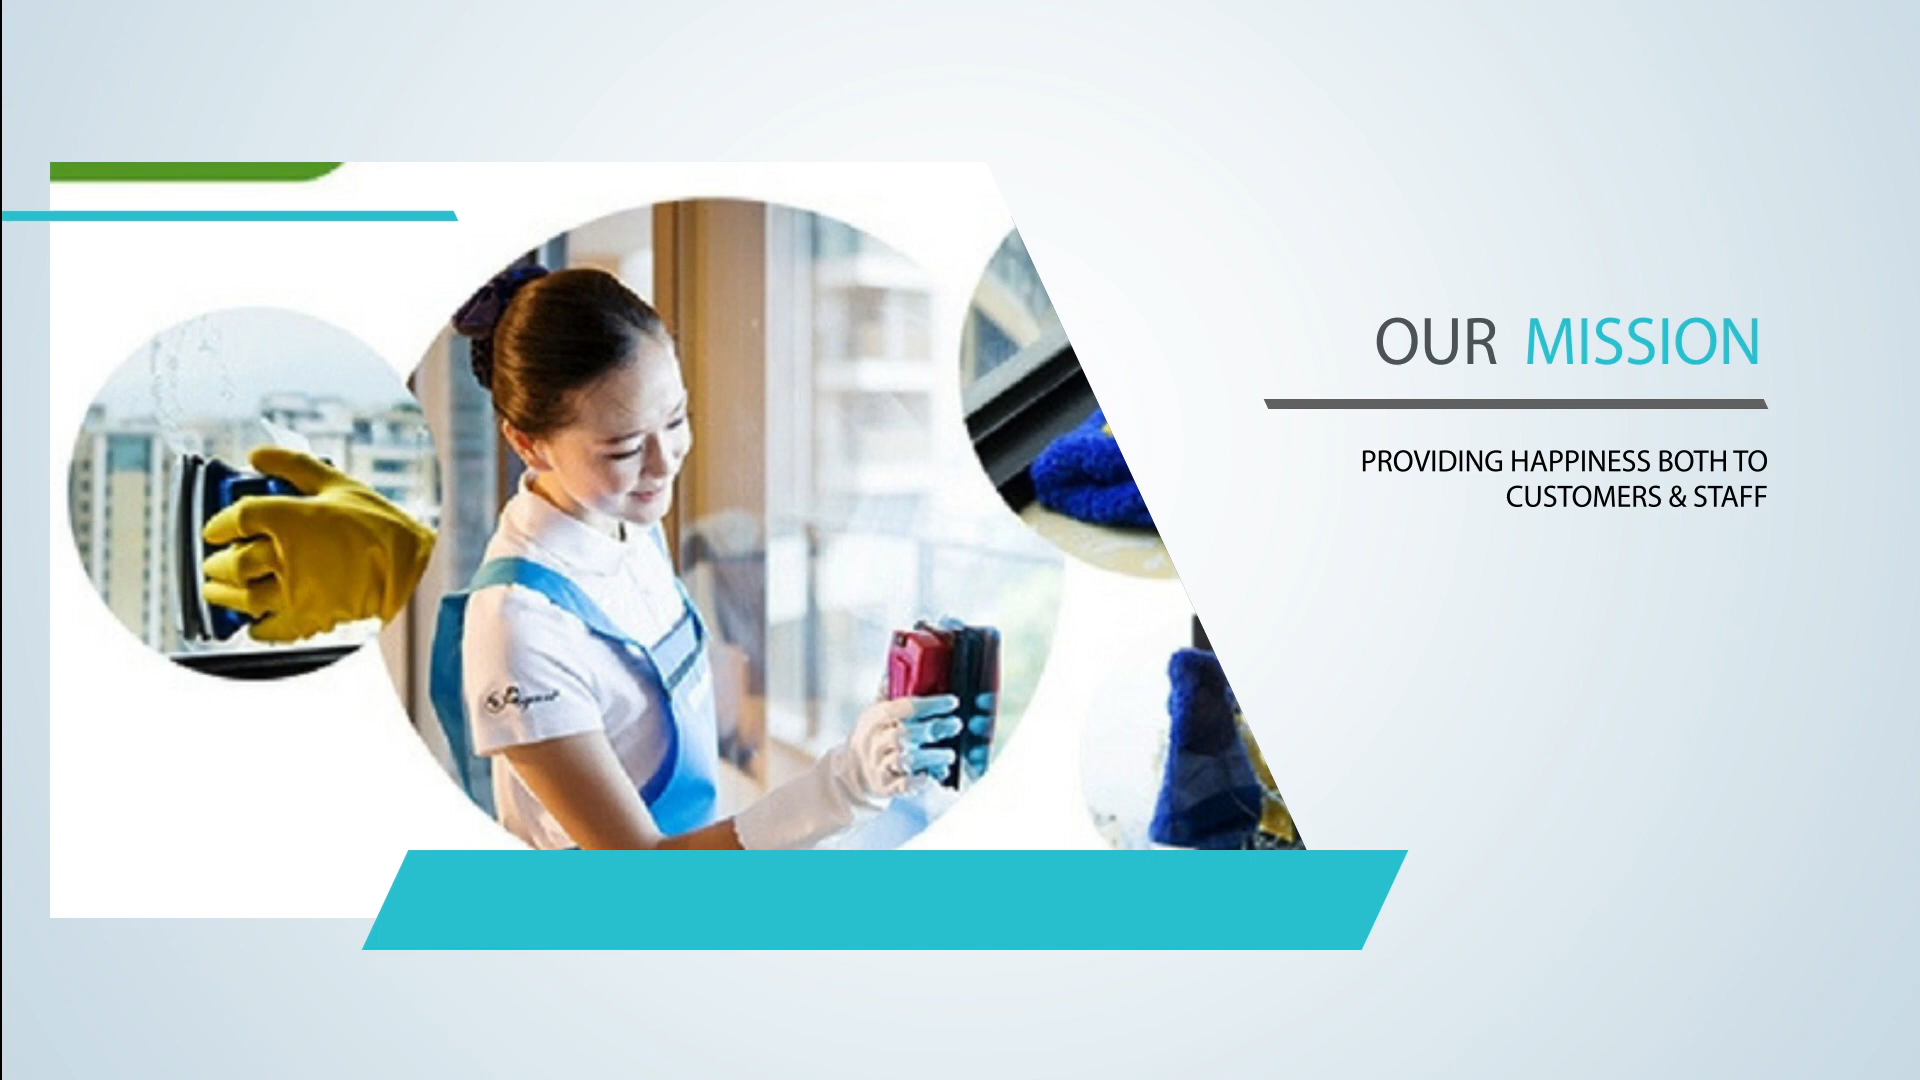 OUR MISSION
PROVIDING HAPPINESS BOTH TO
CUSTOMERS & STAFF